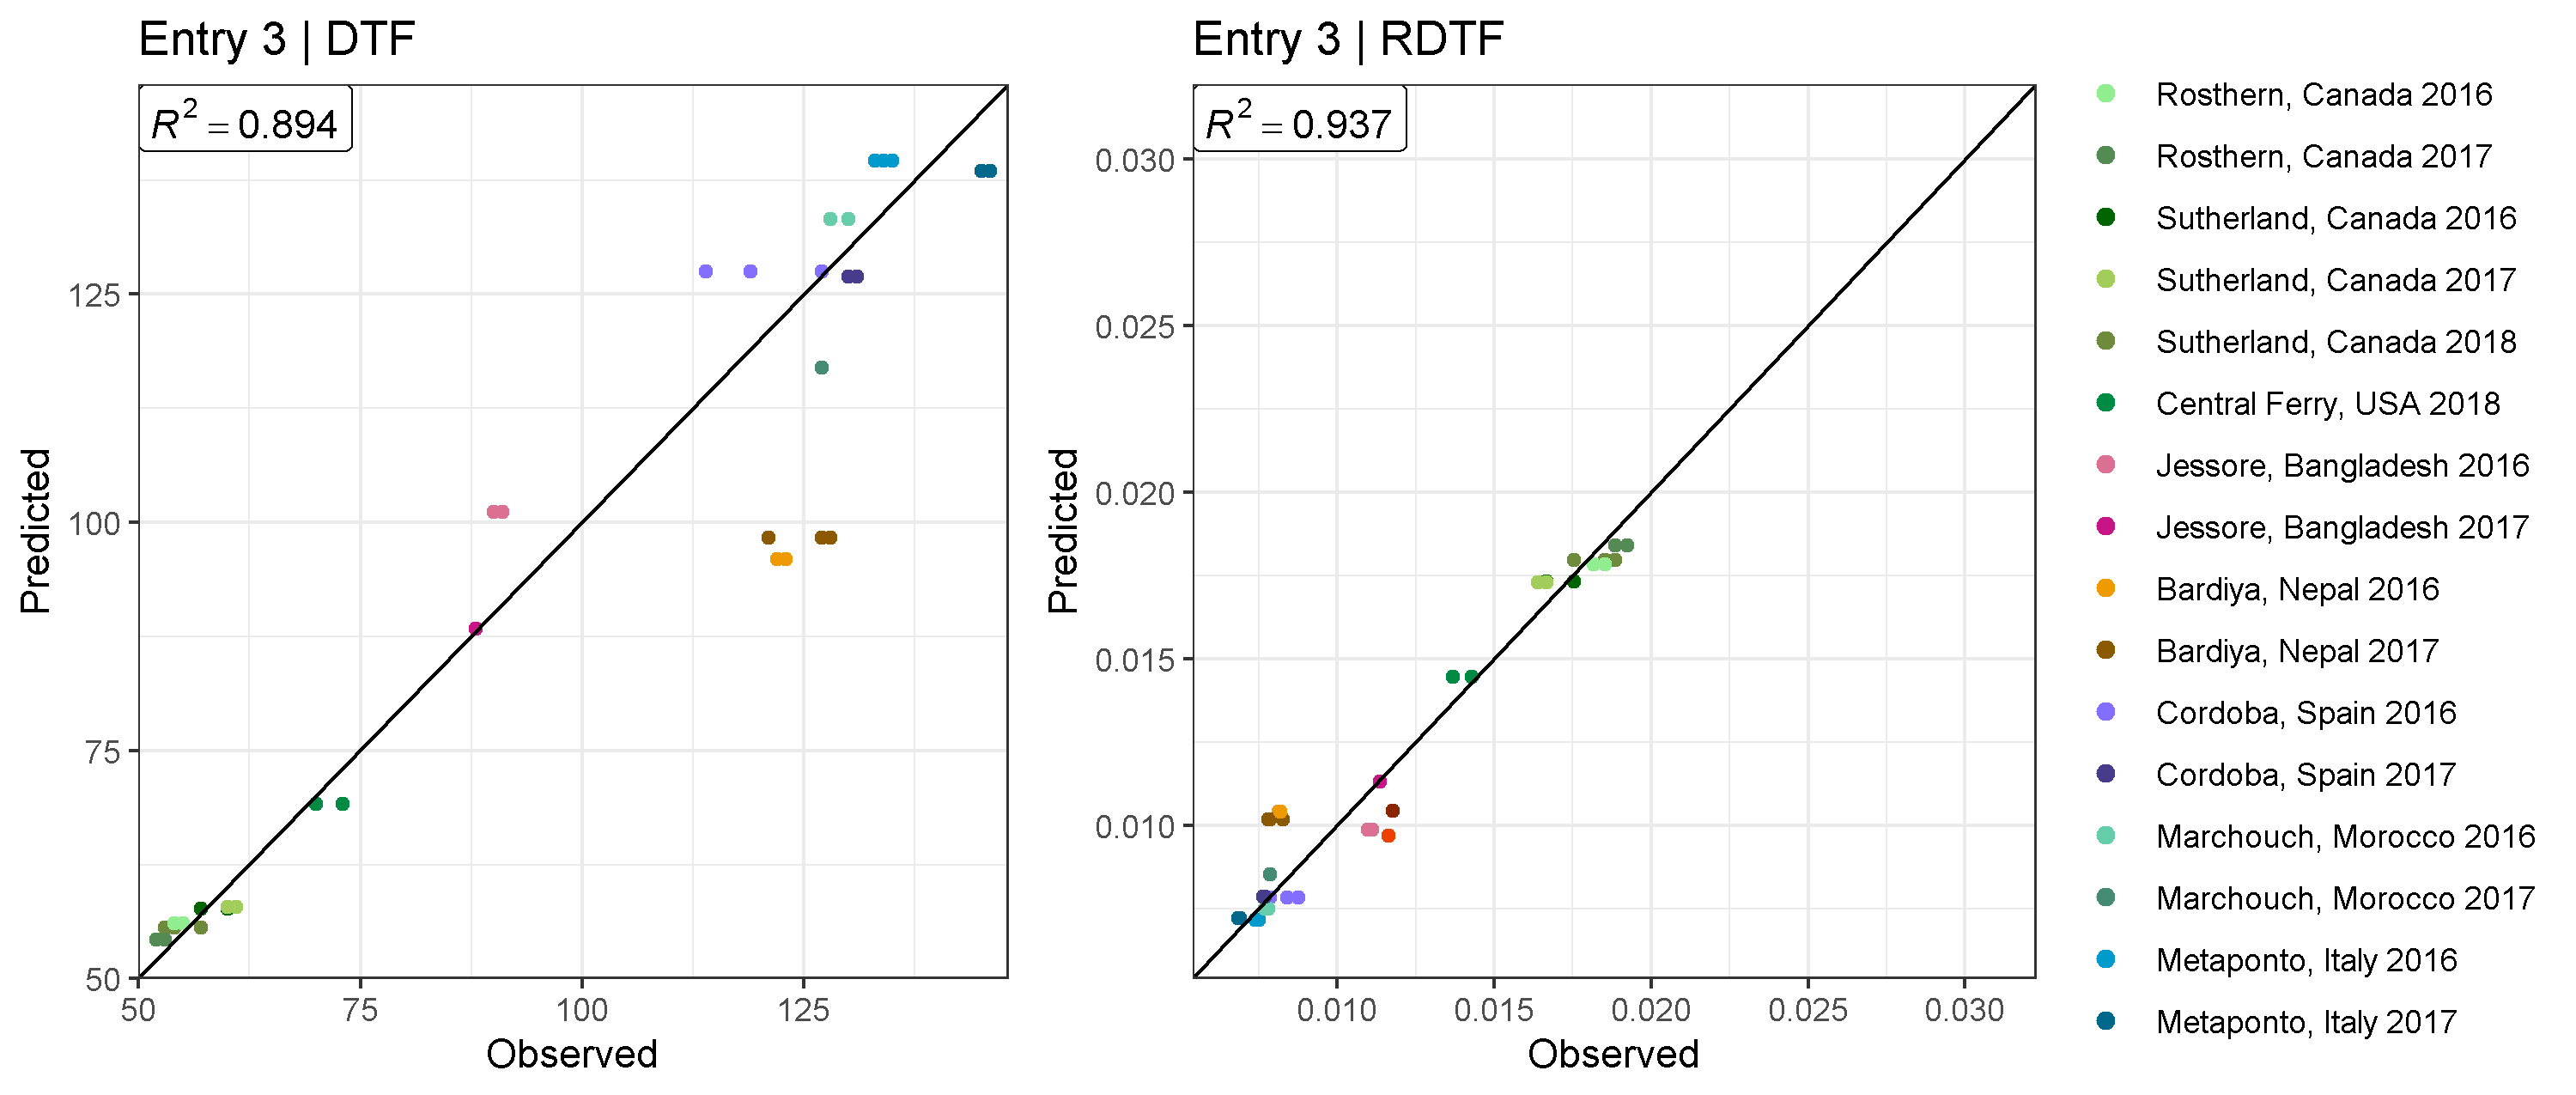 Entry 3 | DTF
R² = 0.894
125
100
75
50
50 75 100 125
Predicted
Observed
Entry 3 | RDTF
R² = 0.937
0.030
0.025
0.020
0.015
0.010
0.010 0.015 0.020 0.025 0.030
Predicted
Observed
Rosthern, Canada 2016
Rosthern, Canada 2017
Sutherland, Canada 2016
Sutherland, Canada 2017
Sutherland, Canada 2018
Central Ferry, USA 2018
Jessore, Bangladesh 2016
Jessore, Bangladesh 2017
Bardiya, Nepal 2016
Bardiya, Nepal 2017
Cordoba, Spain 2016
Cordoba, Spain 2017
Marchouch, Morocco 2016
Marchouch, Morocco 2017
Metaponto, Italy 2016
Metaponto, Italy 2017